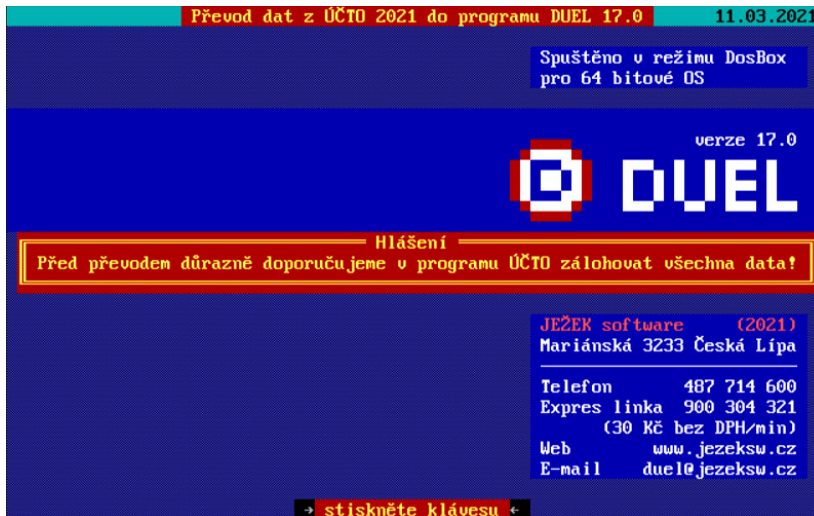 Převod dat z ÚČTO 2021 do programu DUEL 17.0 11.03.2021
Spuštěno v režimu DosBox
pro 64 bitové OS
verze 17.0
DUEL
Hlášení
Před převodem důrazně doporučujeme v programu ÚČTO zálohovat všechna data!
JEŽEK software (2021)
Mariánská 3233 Česká Lípa
Telefon 487 714 600
Expres linka 900 304 321
(30 Kč bez DPH/min)
Web www.jezeksw.cz
E-mail duel@jezeksw.cz
→ stiskněte klávesu ←